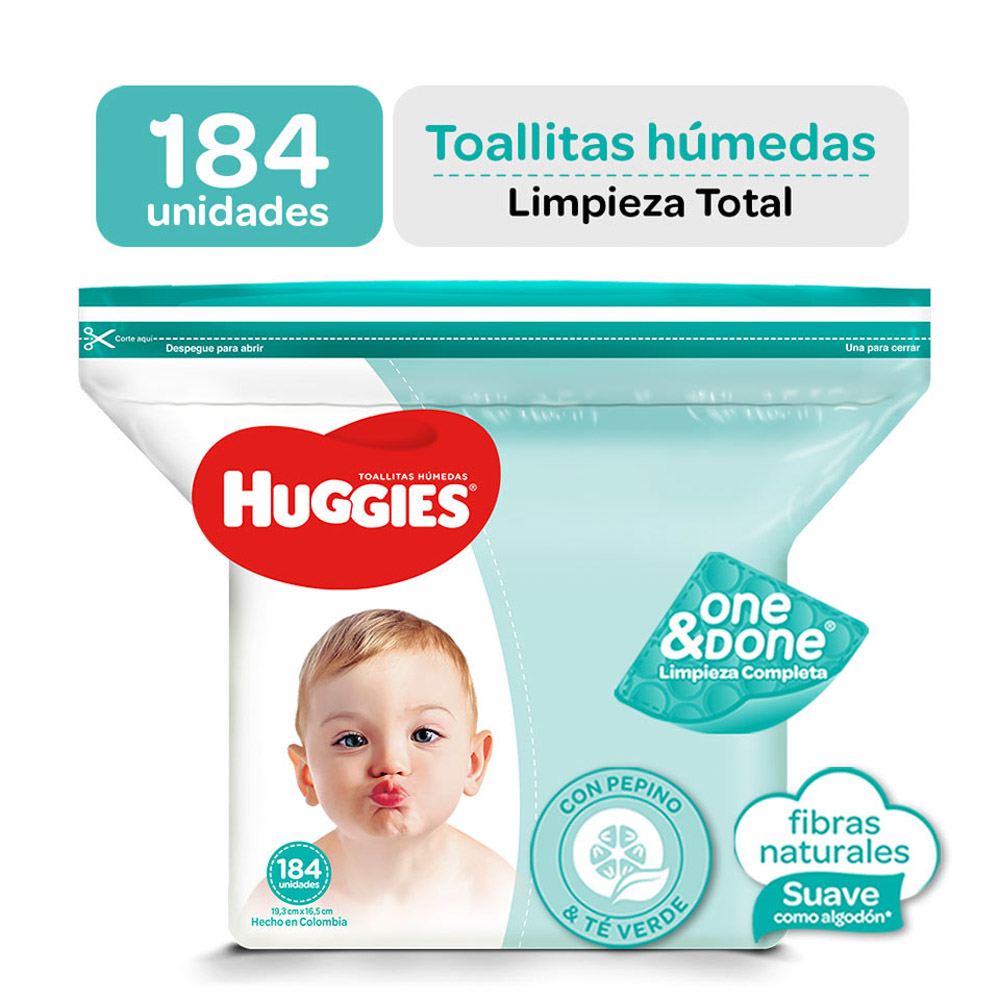 184
unidades
Toallitas húmedas
Limpieza Total
Corte aquí
Despegue para abrir
Una para cerrar
TOALLITAS HÚMEDAS
HUGGIES®
one
&DONE®
Limpieza Completa
CON PEPINO
& TÉ VERDE
fibras
naturales
Suave
como algodón*
184
unidades
19,3 cm x 16,5 cm
Hecho en Colombia